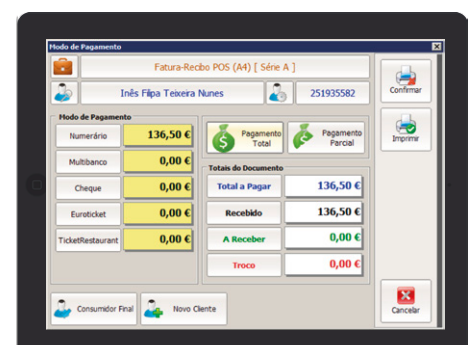 Modo de Pagamento
Fatura-Recibo POS (A4) [ Série A ]
Inês Filpa Teixeira Nunes
251935582
Confirmar
Modo de Pagamento
Numerário 136,50 €
Multibanco 0,00 €
Cheque 0,00 €
Euroticket 0,00 €
TicketRestaurant 0,00 €
Pagamento Total
Pagamento Parcial
Imprimir
Totais do Documento
Total a Pagar 136,50 €
Recebido 136,50 €
A Receber 0,00 €
Troco 0,00 €
Consumidor Final
Novo Cliente
Cancelar